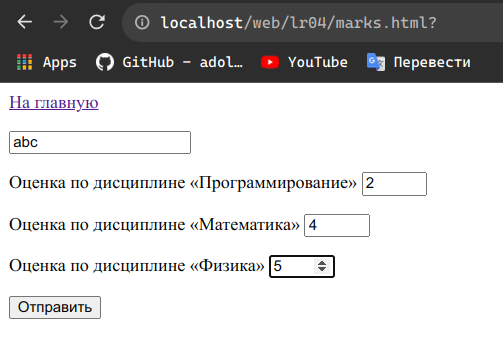 localhost/web/lr04/marks.html?
Apps GitHub - adol... YouTube Перевести
На главную
abc
Оценка по дисциплине «Программирование» 2
Оценка по дисциплине «Математика» 4
Оценка по дисциплине «Физика» 5
Отправить